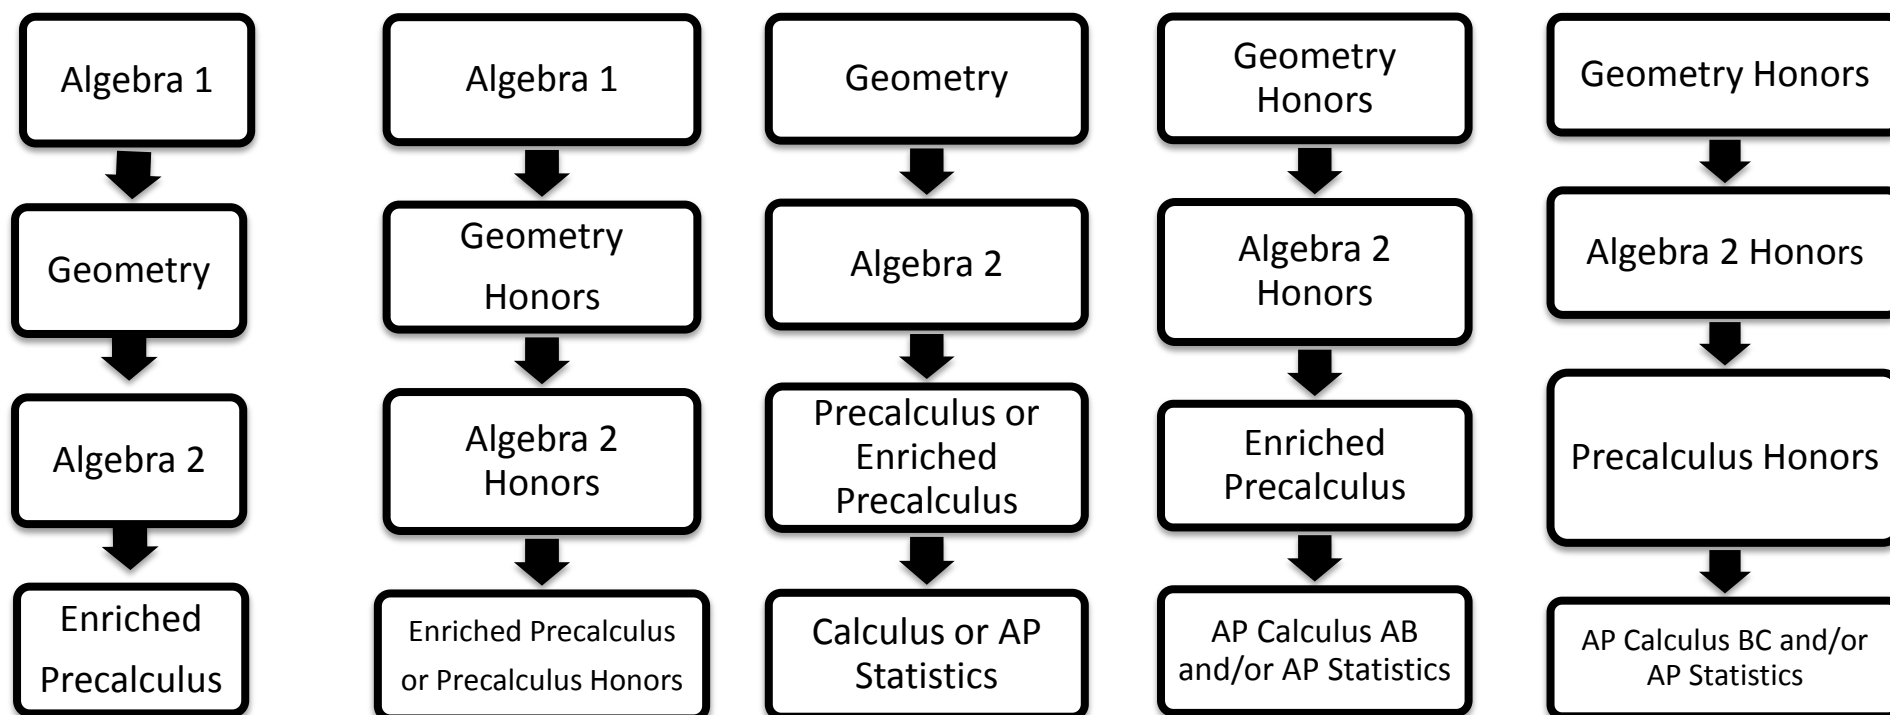 Algebra 1
Geometry
Algebra 2
Enriched
Precalculus
Algebra 1
Geometry
Honors
Algebra 2
Honors
Enriched Precalculus
or Precalculus Honors
Geometry
Algebra 2
Precalculus or
Enriched
Precalculus
Calculus or AP
Statistics
Geometry
Honors
Algebra 2
Honors
Enriched
Precalculus
AP Calculus AB
and/or AP Statistics
Geometry Honors
Algebra 2 Honors
Precalculus Honors
AP Calculus BC and/or
AP Statistics